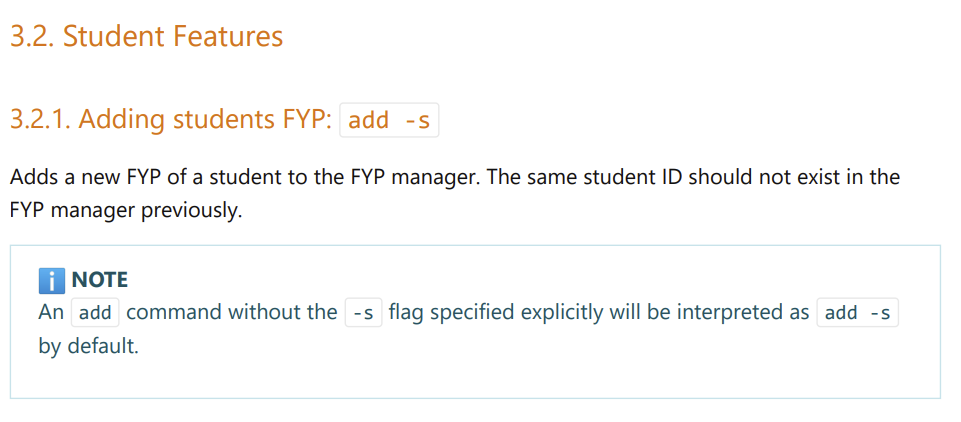 3.2. Student Features
3.2.1. Adding students FYP: add -s
Adds a new FYP of a student to the FYP manager. The same student ID should not exist in the
FYP manager previously.
i NOTE
An add command without the -s flag specified explicitly will be interpreted as add -s
by default.